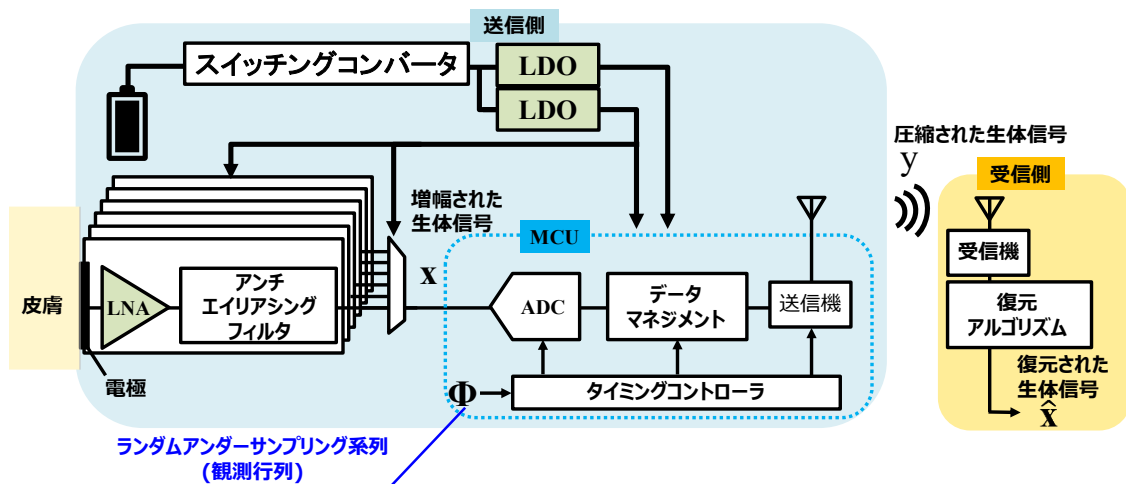 送信側
スイッチングコンバータ
LDO
LDO
圧縮された生体信号
y
受信側
増幅された
生体信号
MCU
x
皮膚
LNA
アンチ
エイリアシング
フィルタ
ADC
データ
マネジメント
送信機
受信機
復元
アルゴリズム
電極
Φ
タイミングコントローラ
復元された
生体信号
x̂
ランダムアンダーサンプリング系列
(観測行列)